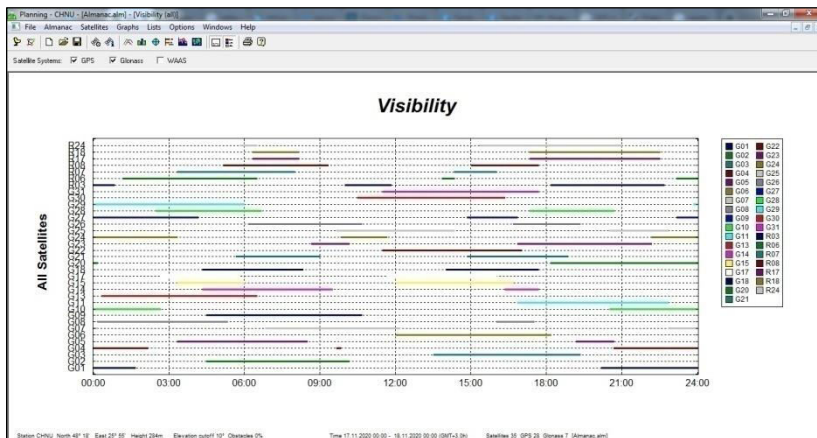 Planning - CHNU - [Almanac.alm] - [Visibility (all)]
File Almanac Satellites Graphs Lists Options Windows Help
Satellite Systems: GPS Glonass WAAS
Visibility
All Satellites
R24
R18
R17
R08
R07
R06
R03
G31
G30
G29
G28
G27
G26
G25
G24
G23
G22
G21
G20
G18
G17
G15
G14
G13
G11
G10
G09
G08
G07
G06
G05
G04
G03
G02
G01
00:00 03:00 06:00 09:00 12:00 15:00 18:00 21:00 24:00
G01 G22
G02 G23
G03 G24
G04 G25
G05 G26
G06 G27
G07 G28
G08 G29
G09 G30
G10 G31
G11 R03
G13 R06
G14 R07
G15 R08
G17 R17
G18 R18
G20 R24
G21
Station CHNU North 48° 18' East 25° 55' Height 284m Elevation cutoff 10° Obstacles 0% Time 17.11.2020 00:00 - 18.11.2020 00:00 (GMT+3.0h) Satellites 35 GPS 28 Glonass 7 [Almanac.alm]